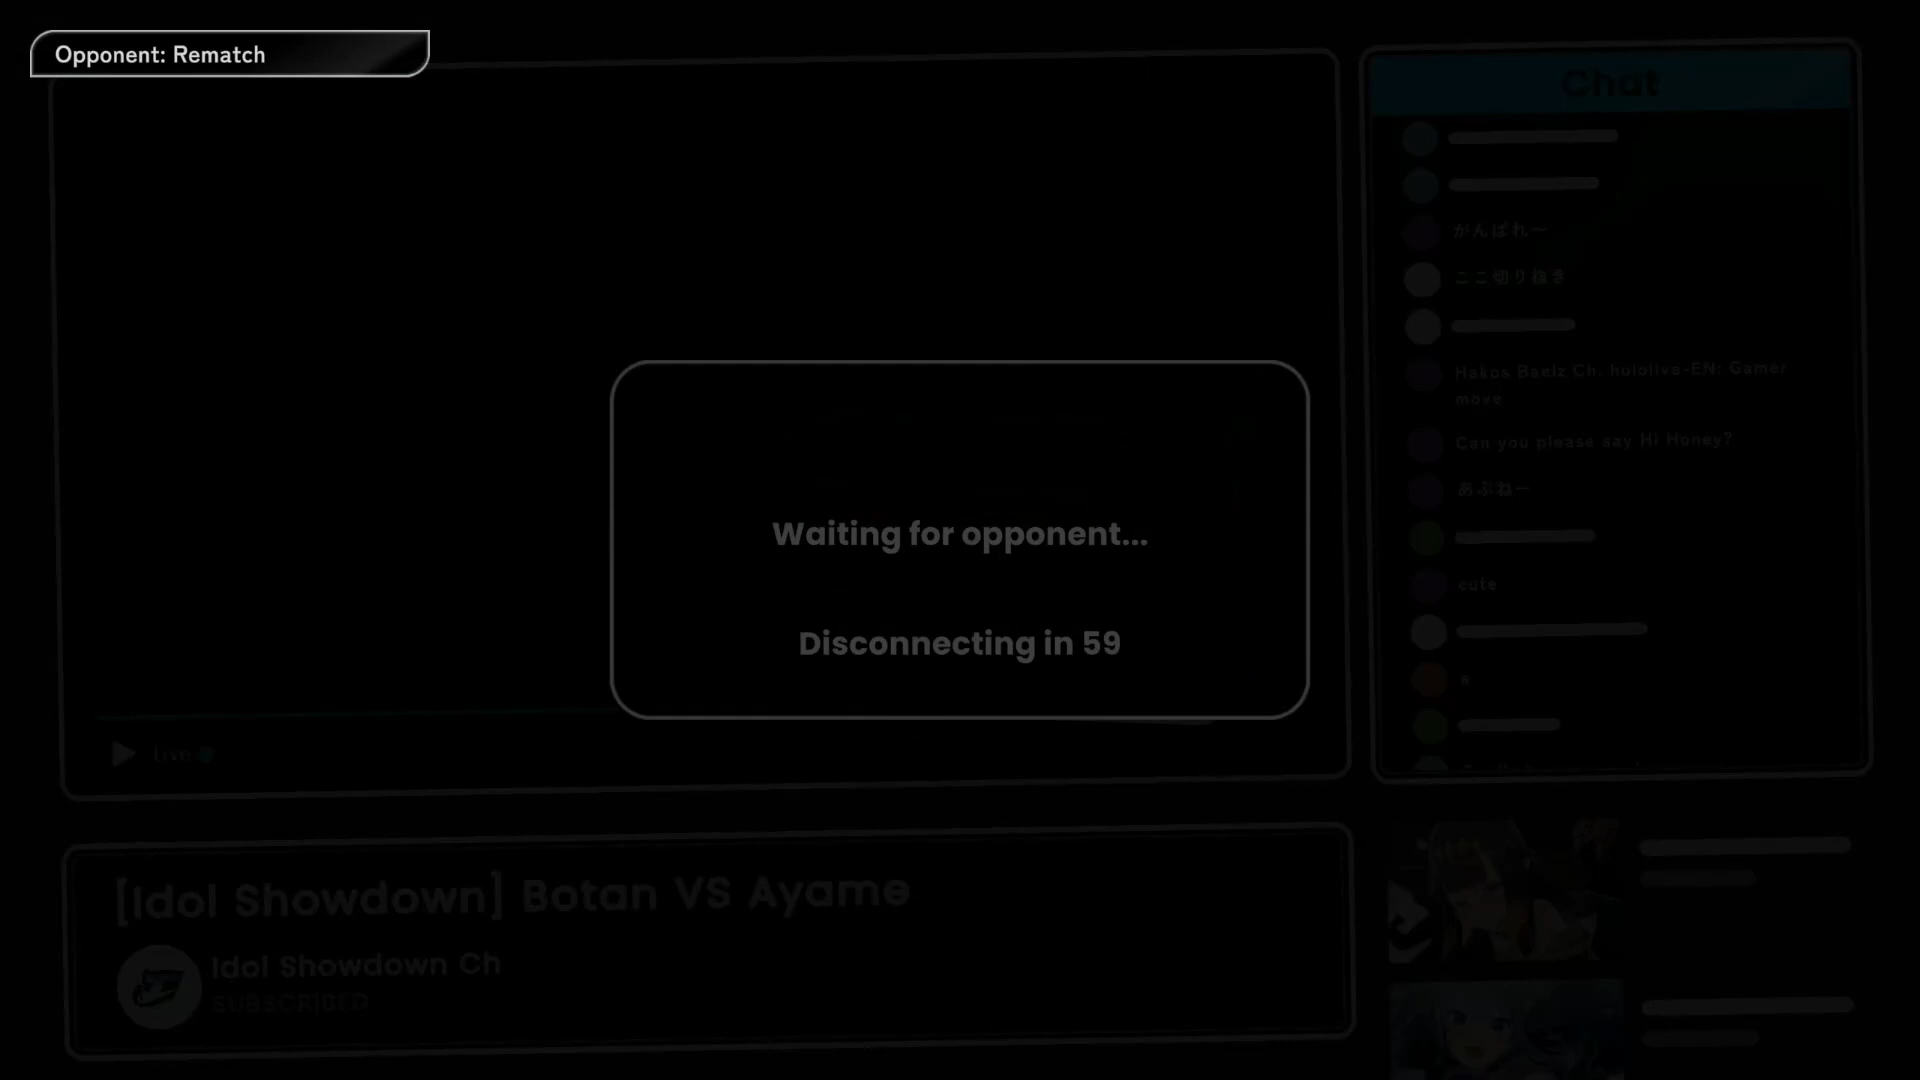 Opponent: Rematch
Chat
がんばれ～
ここ切り抜き
Hakos Baelz Ch. hololive-EN: Gamer
move
Can you please say Hi Honey?
あぶねー
cute
Waiting for opponent...
Disconnecting in 59
Live
[Idol Showdown] Botan VS Ayame
Idol Showdown Ch
SUBSCRIBED